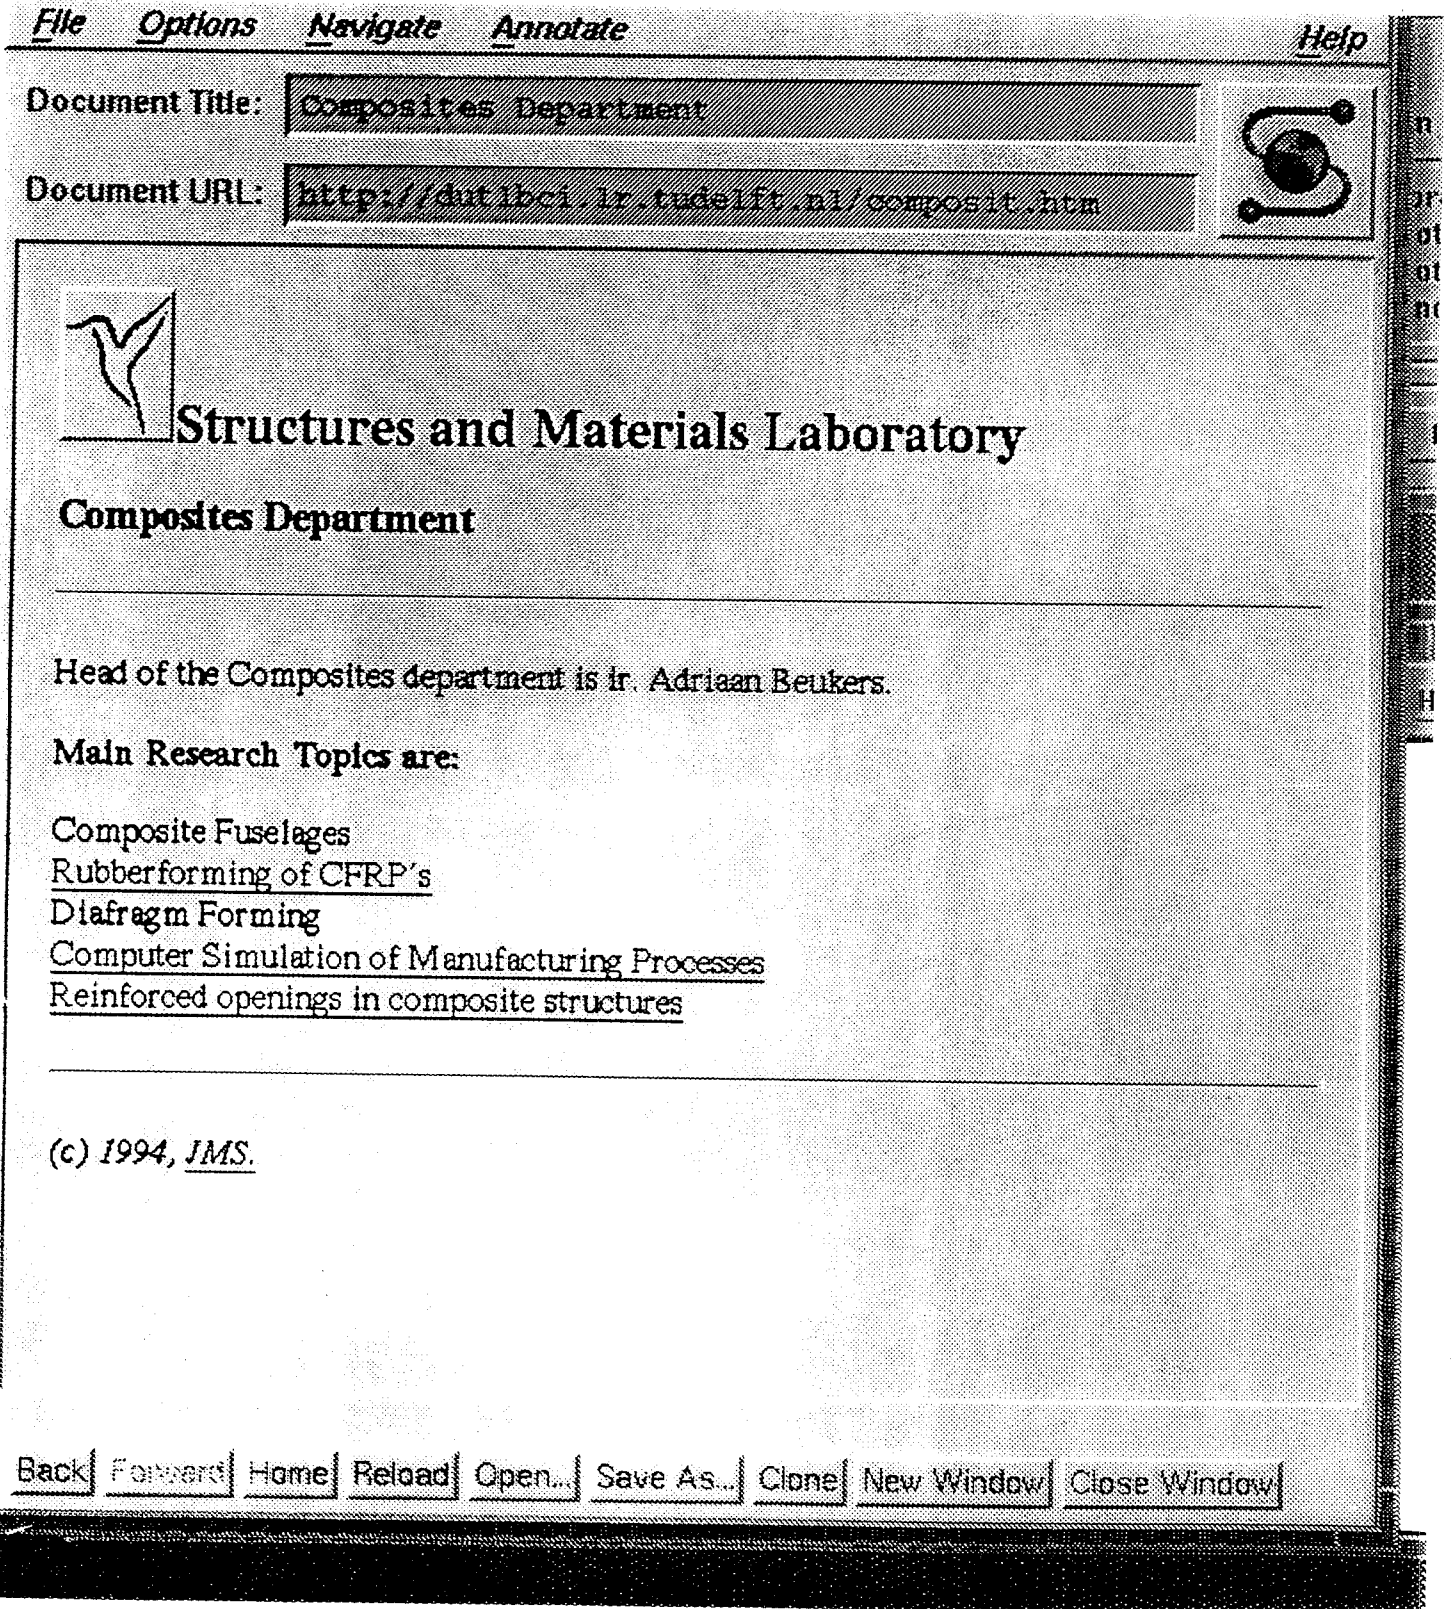 File Options Navigate Annotate Help
Document Title: Composites Department
Document URL: http://dutlbci.lr.tudelft.nl/composit.htm
Structures and Materials Laboratory
Composites Department
Head of the Composites department is ir. Adriaan Beukers.
Main Research Topics are:
Composite Fuselages
Rubberforming of CFRP's
Diafragm Forming
Computer Simulation of Manufacturing Processes
Reinforced openings in composite structures
(c) 1994, JMS.
Back Forward Home Reload Open... Save As... Clone New Window Close Window